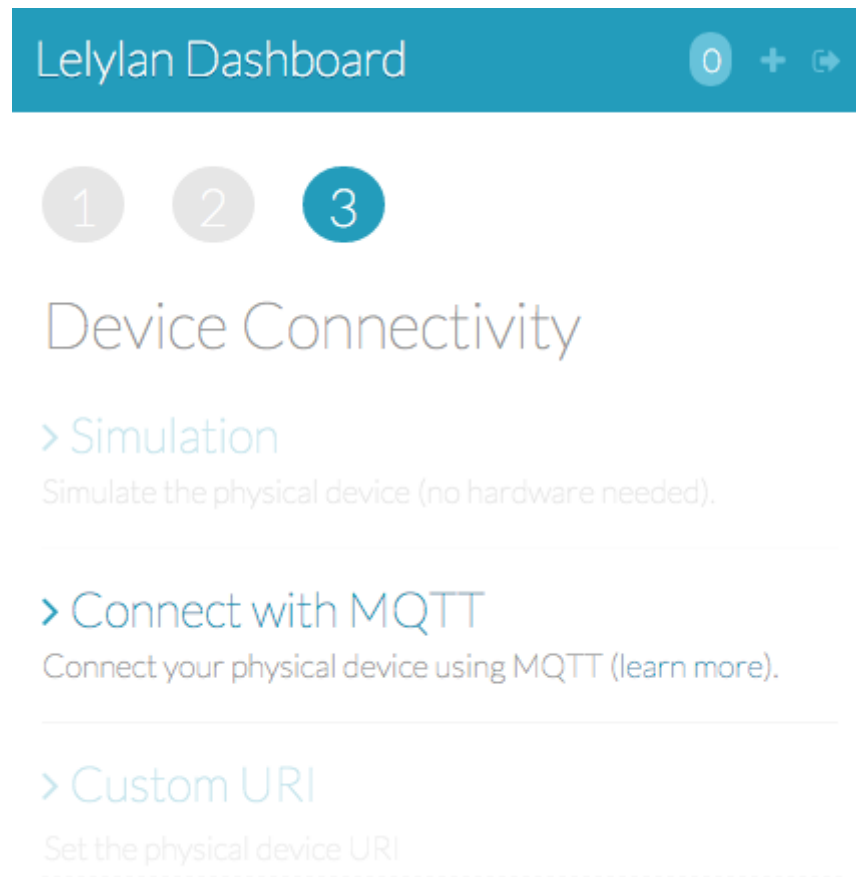 Lelylan Dashboard 0
1 2 3
Device Connectivity
Simulation
Simulate the physical device (no hardware needed).
Connect with MQTT
Connect your physical device using MQTT (learn more).
Custom URI
Set the physical device URI